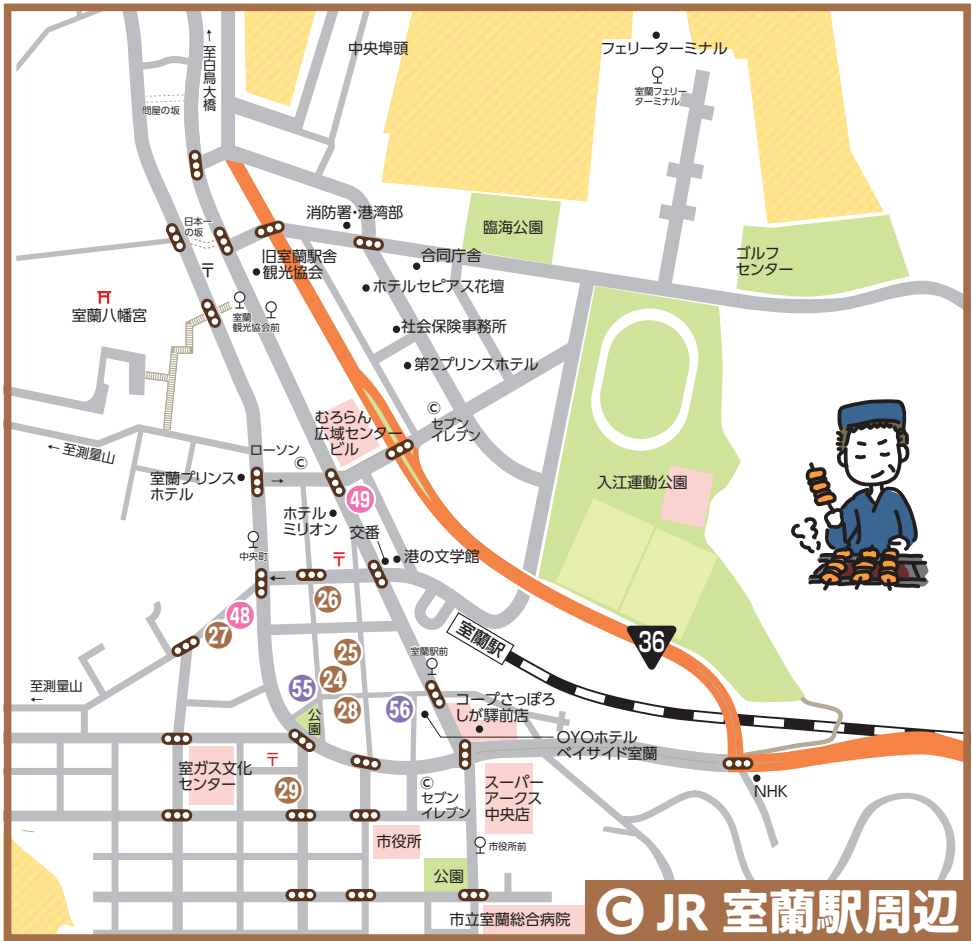 中央埠頭
フェリーターミナル
室蘭フェリー
ターミナル
↑至白鳥大橋
問屋の坂
消防署・港湾部
臨海公園
日本一
の坂
〒
旧室蘭駅舎
観光協会
合同庁舎
ゴルフ
センター
ホテルセピアス花壇
室蘭八幡宮
室蘭
観光協会前
社会保険事務所
第2プリンスホテル
むろらん
広域センター
ビル
C
セブン
イレブン
←至測量山
ローソン
C
→
室蘭プリンス
ホテル
入江運動公園
49
ホテル
ミリオン
交番
港の文学館
中央町
〒
←
26
48
27
室蘭駅
36
25
室蘭駅前
24
55
28
56
至測量山
←
公園
コープさっぽろ
しが驛前店
OYOホテル
ベイサイド室蘭
室ガス文化
センター
〒
29
C
セブン
イレブン
スーパー
アークス
中央店
NHK
市役所
市役所前
公園
市立室蘭総合病院
C JR 室蘭駅周辺